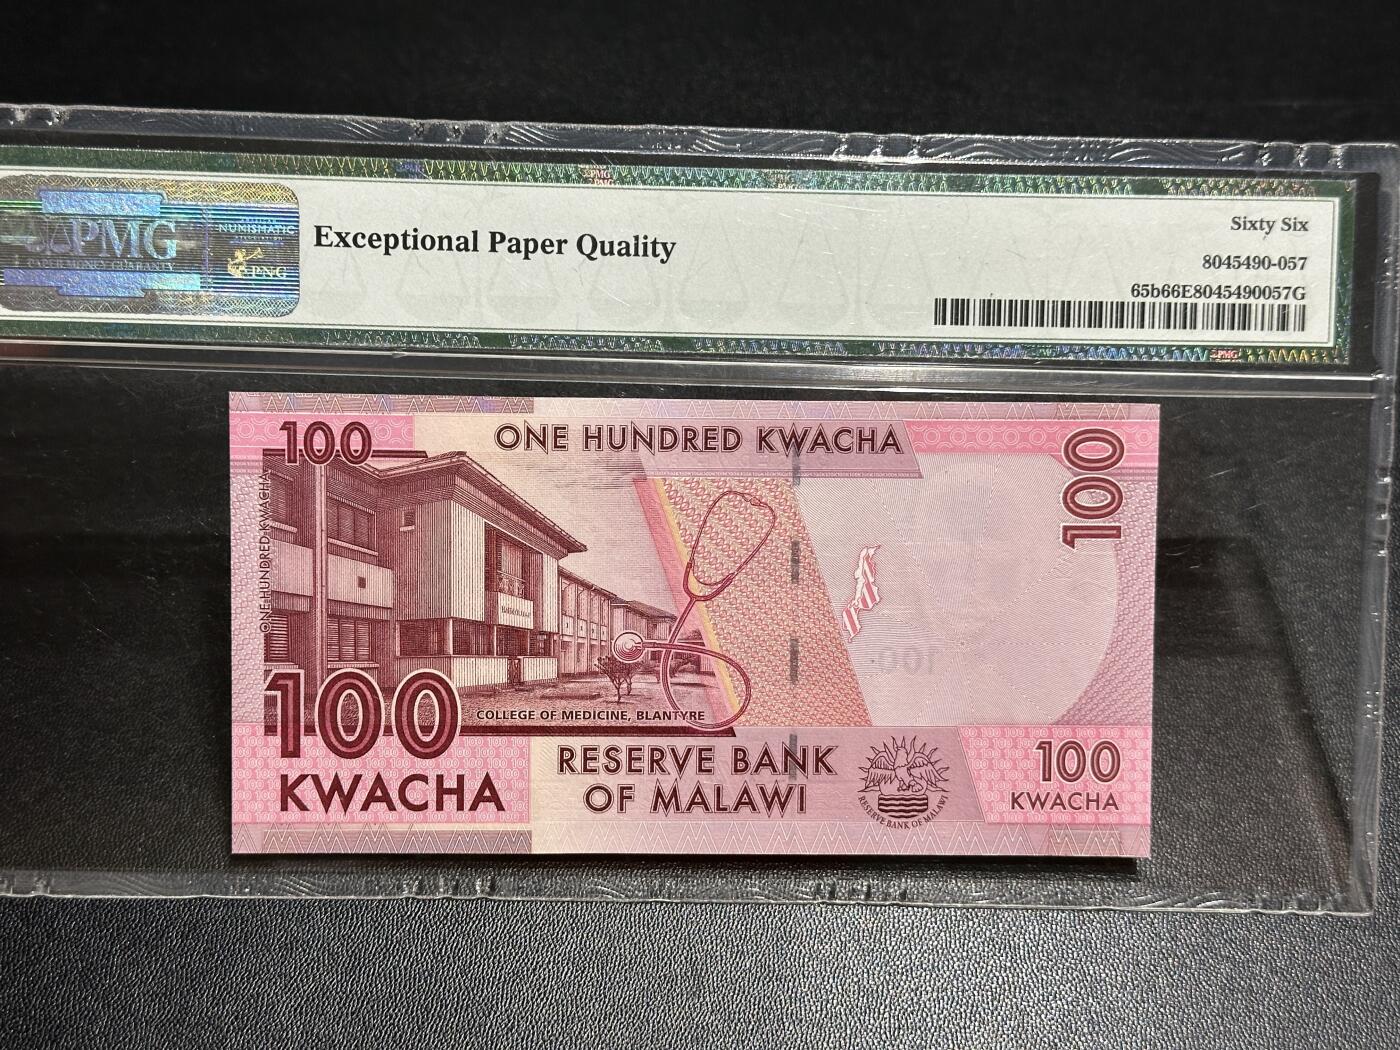 PMG
NUMISMATIC
PNG
Exceptional Paper Quality
Sixty Six
8045490-057
65b66E8045490057G
100
ONE HUNDRED KWACHA
100
ONE HUNDRED KWACHA
100
COLLEGE OF MEDICINE, BLANTYRE
KWACHA
RESERVE BANK
OF MALAWI
RESERVE BANK OF MALAWI
100
KWACHA